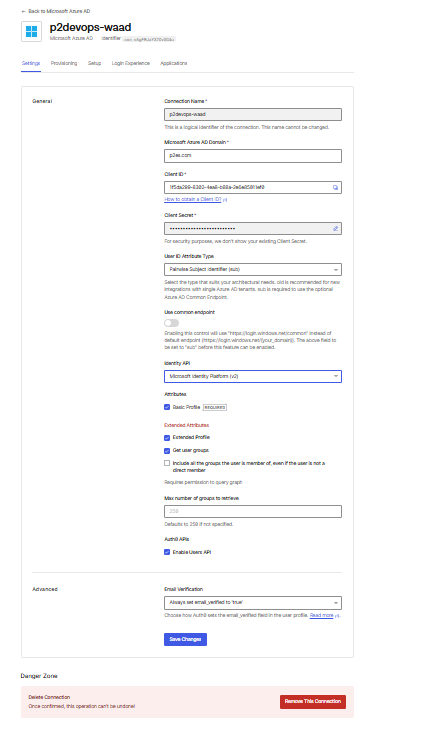 ← Back to Microsoft Azure AD
p2devops-waad
Microsoft Azure AD Identifier
Settings Provisioning Setup Login Experience Applications
General
Connection Name *
p2devops-waad
This is a logical identifier of the connection. This name cannot be changed.
Microsoft Azure AD Domain *
p2ee.com
Client ID *
How to obtain a Client ID?
Client Secret *
•••••••••••••••••••••••
For security purposes, we don't show your existing Client Secret.
User ID Attribute Type
Pairwise Subject Identifier (sub)
Select the type that suits your architectural needs. oid is recommended for new
integrations with single Azure AD tenants. sub is required to use the optional
Azure AD Common Endpoint.
Use common endpoint
Enabling this control will use "https://login.windows.net/common" instead of
default endpoint (https://login.windows.net/{your_domain}). The above field to
be set to "sub" before this feature can be enabled.
Identity API
Microsoft Identity Platform (v2)
Attributes
Basic Profile REQUIRED
Extended Attributes
Extended Profile
Get user groups
Include all the groups the user is member of, even if the user is not a
direct member
Requires permission to query graph
Max number of groups to retrieve
250
Defaults to 250 if not specified.
Auth0 APIs
Enable Users API
Advanced
Email Verification
Always set email_verified to 'true'
Choose how Auth0 sets the email_verified field in the user profile. Read more
Save Changes
Danger Zone
Delete Connection
Once confirmed, this operation can't be undone!
Remove This Connection